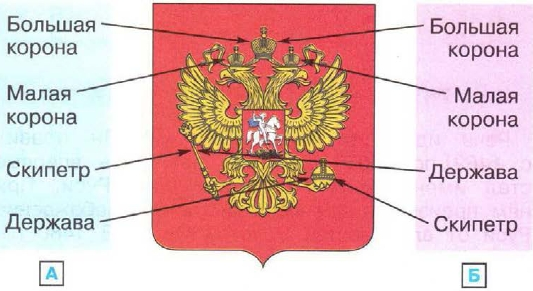 Большая
корона
Малая
корона
Скипетр
Держава
А
Большая
корона
Малая
корона
Держава
Скипетр
Б